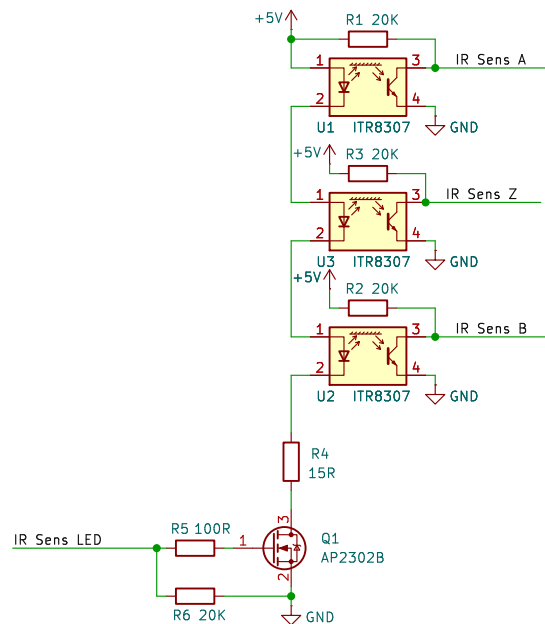 +5V
R1 20K
1
3
IR Sens A
2
4
U1 ITR8307
GND
+5V
R3 20K
1
3
IR Sens Z
2
4
U3 ITR8307
GND
+5V
R2 20K
1
3
IR Sens B
2
4
U2 ITR8307
GND
R4
15R
3
IR Sens LED
R5 100R
1
Q1
AP2302B
2
R6 20K
GND